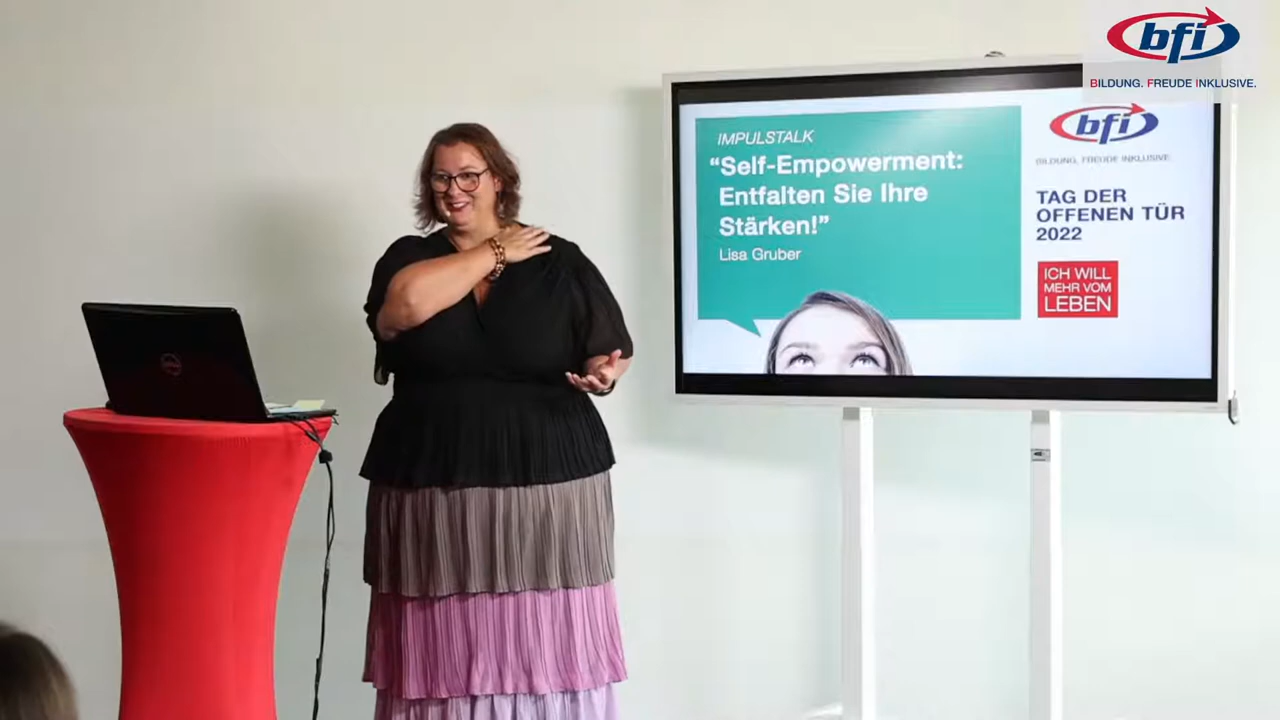 bfi
BILDUNG. FREUDE INKLUSIVE.
IMPULSTALK
“Self-Empowerment:
Entfalten Sie Ihre
Stärken!”
Lisa Gruber
bfi
BILDUNG. FREUDE INKLUSIVE.
TAG DER
OFFENEN TÜR
2022
ICH WILL
MEHR VOM
LEBEN
DELL